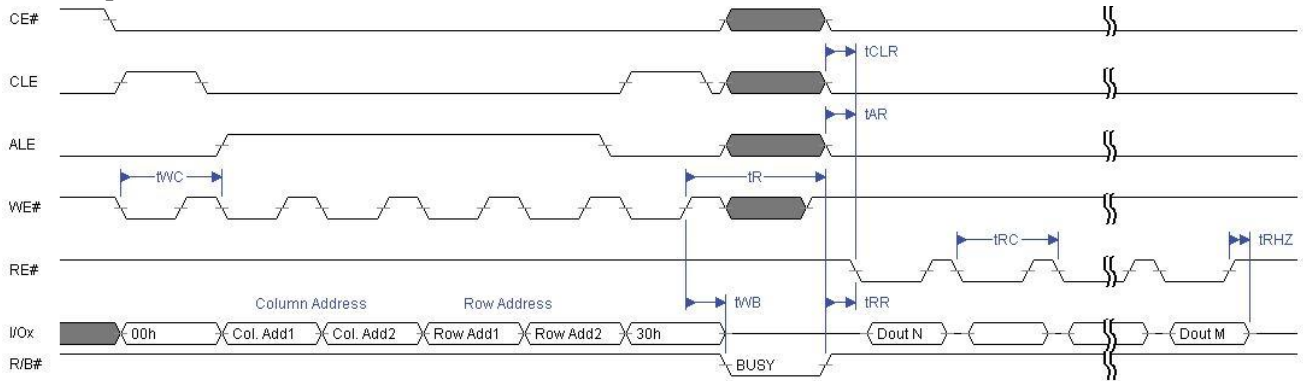 CE#
tCLR
CLE
tAR
ALE
tWC tR
WE#
tRC tRHZ
RE#
Column Address Row Address tWB tRR
I/Ox 00h Col. Add1 Col. Add2 Row Add1 Row Add2 30h Dout N Dout M
R/B# BUSY